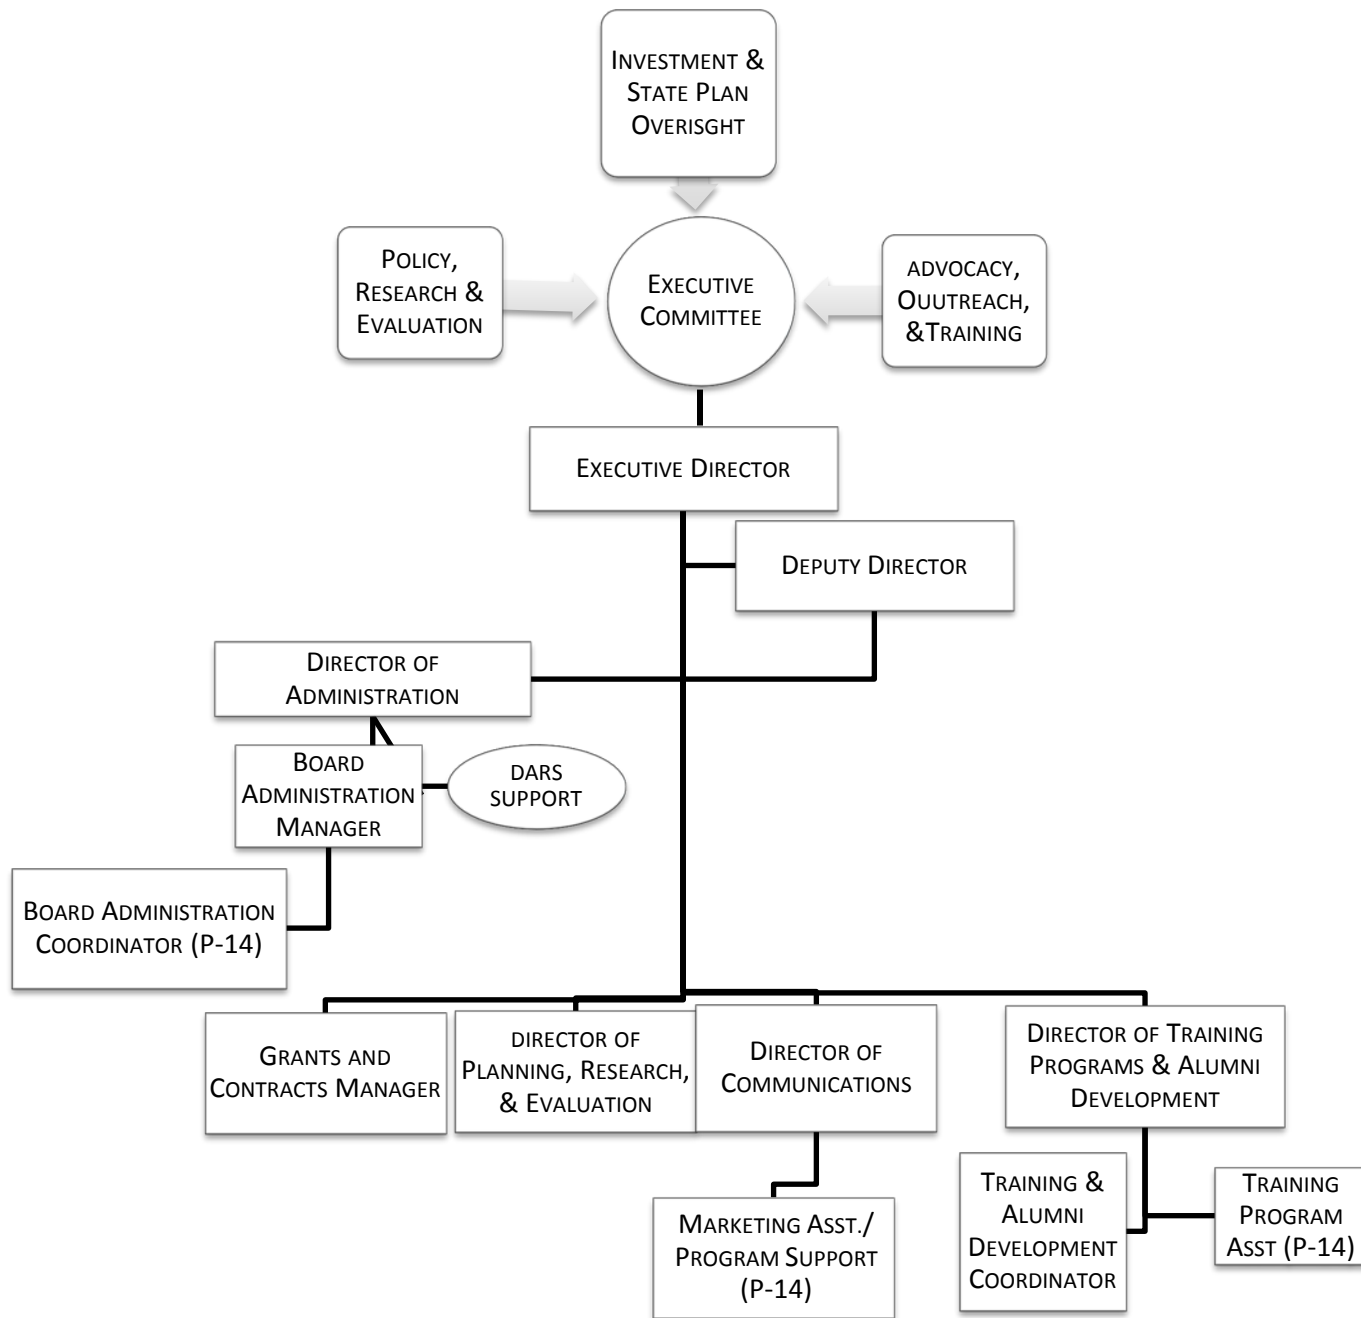 INVESTMENT &
STATE PLAN
OVERISGHT
POLICY,
RESEARCH &
EVALUATION
EXECUTIVE
COMMITTEE
ADVOCACY,
OUUTREACH,
&TRAINING
EXECUTIVE DIRECTOR
DEPUTY DIRECTOR
DIRECTOR OF
ADMINISTRATION
BOARD
ADMINISTRATION
MANAGER
DARS
SUPPORT
BOARD ADMINISTRATION
COORDINATOR (P-14)
GRANTS AND
CONTRACTS MANAGER
DIRECTOR OF
PLANNING, RESEARCH,
& EVALUATION
DIRECTOR OF
COMMUNICATIONS
DIRECTOR OF TRAINING
PROGRAMS & ALUMNI
DEVELOPMENT
MARKETING ASST./
PROGRAM SUPPORT
(P-14)
TRAINING &
ALUMNI
DEVELOPMENT
COORDINATOR
TRAINING
PROGRAM
ASST (P-14)